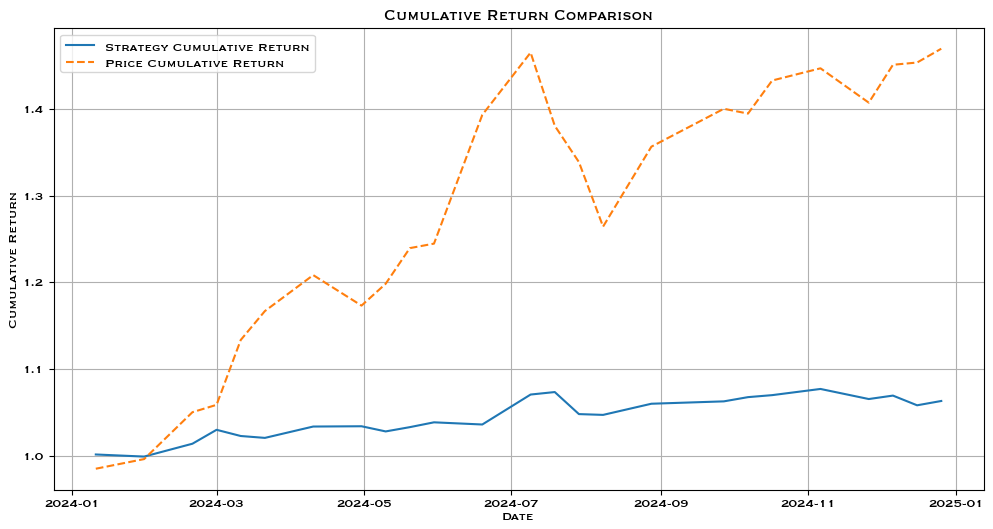 Cumulative Return Comparison
Strategy Cumulative Return
Price Cumulative Return
Cumulative Return
1.4
1.3
1.2
1.1
1.0
2024-01 2024-03 2024-05 2024-07 2024-09 2024-11 2025-01
Date